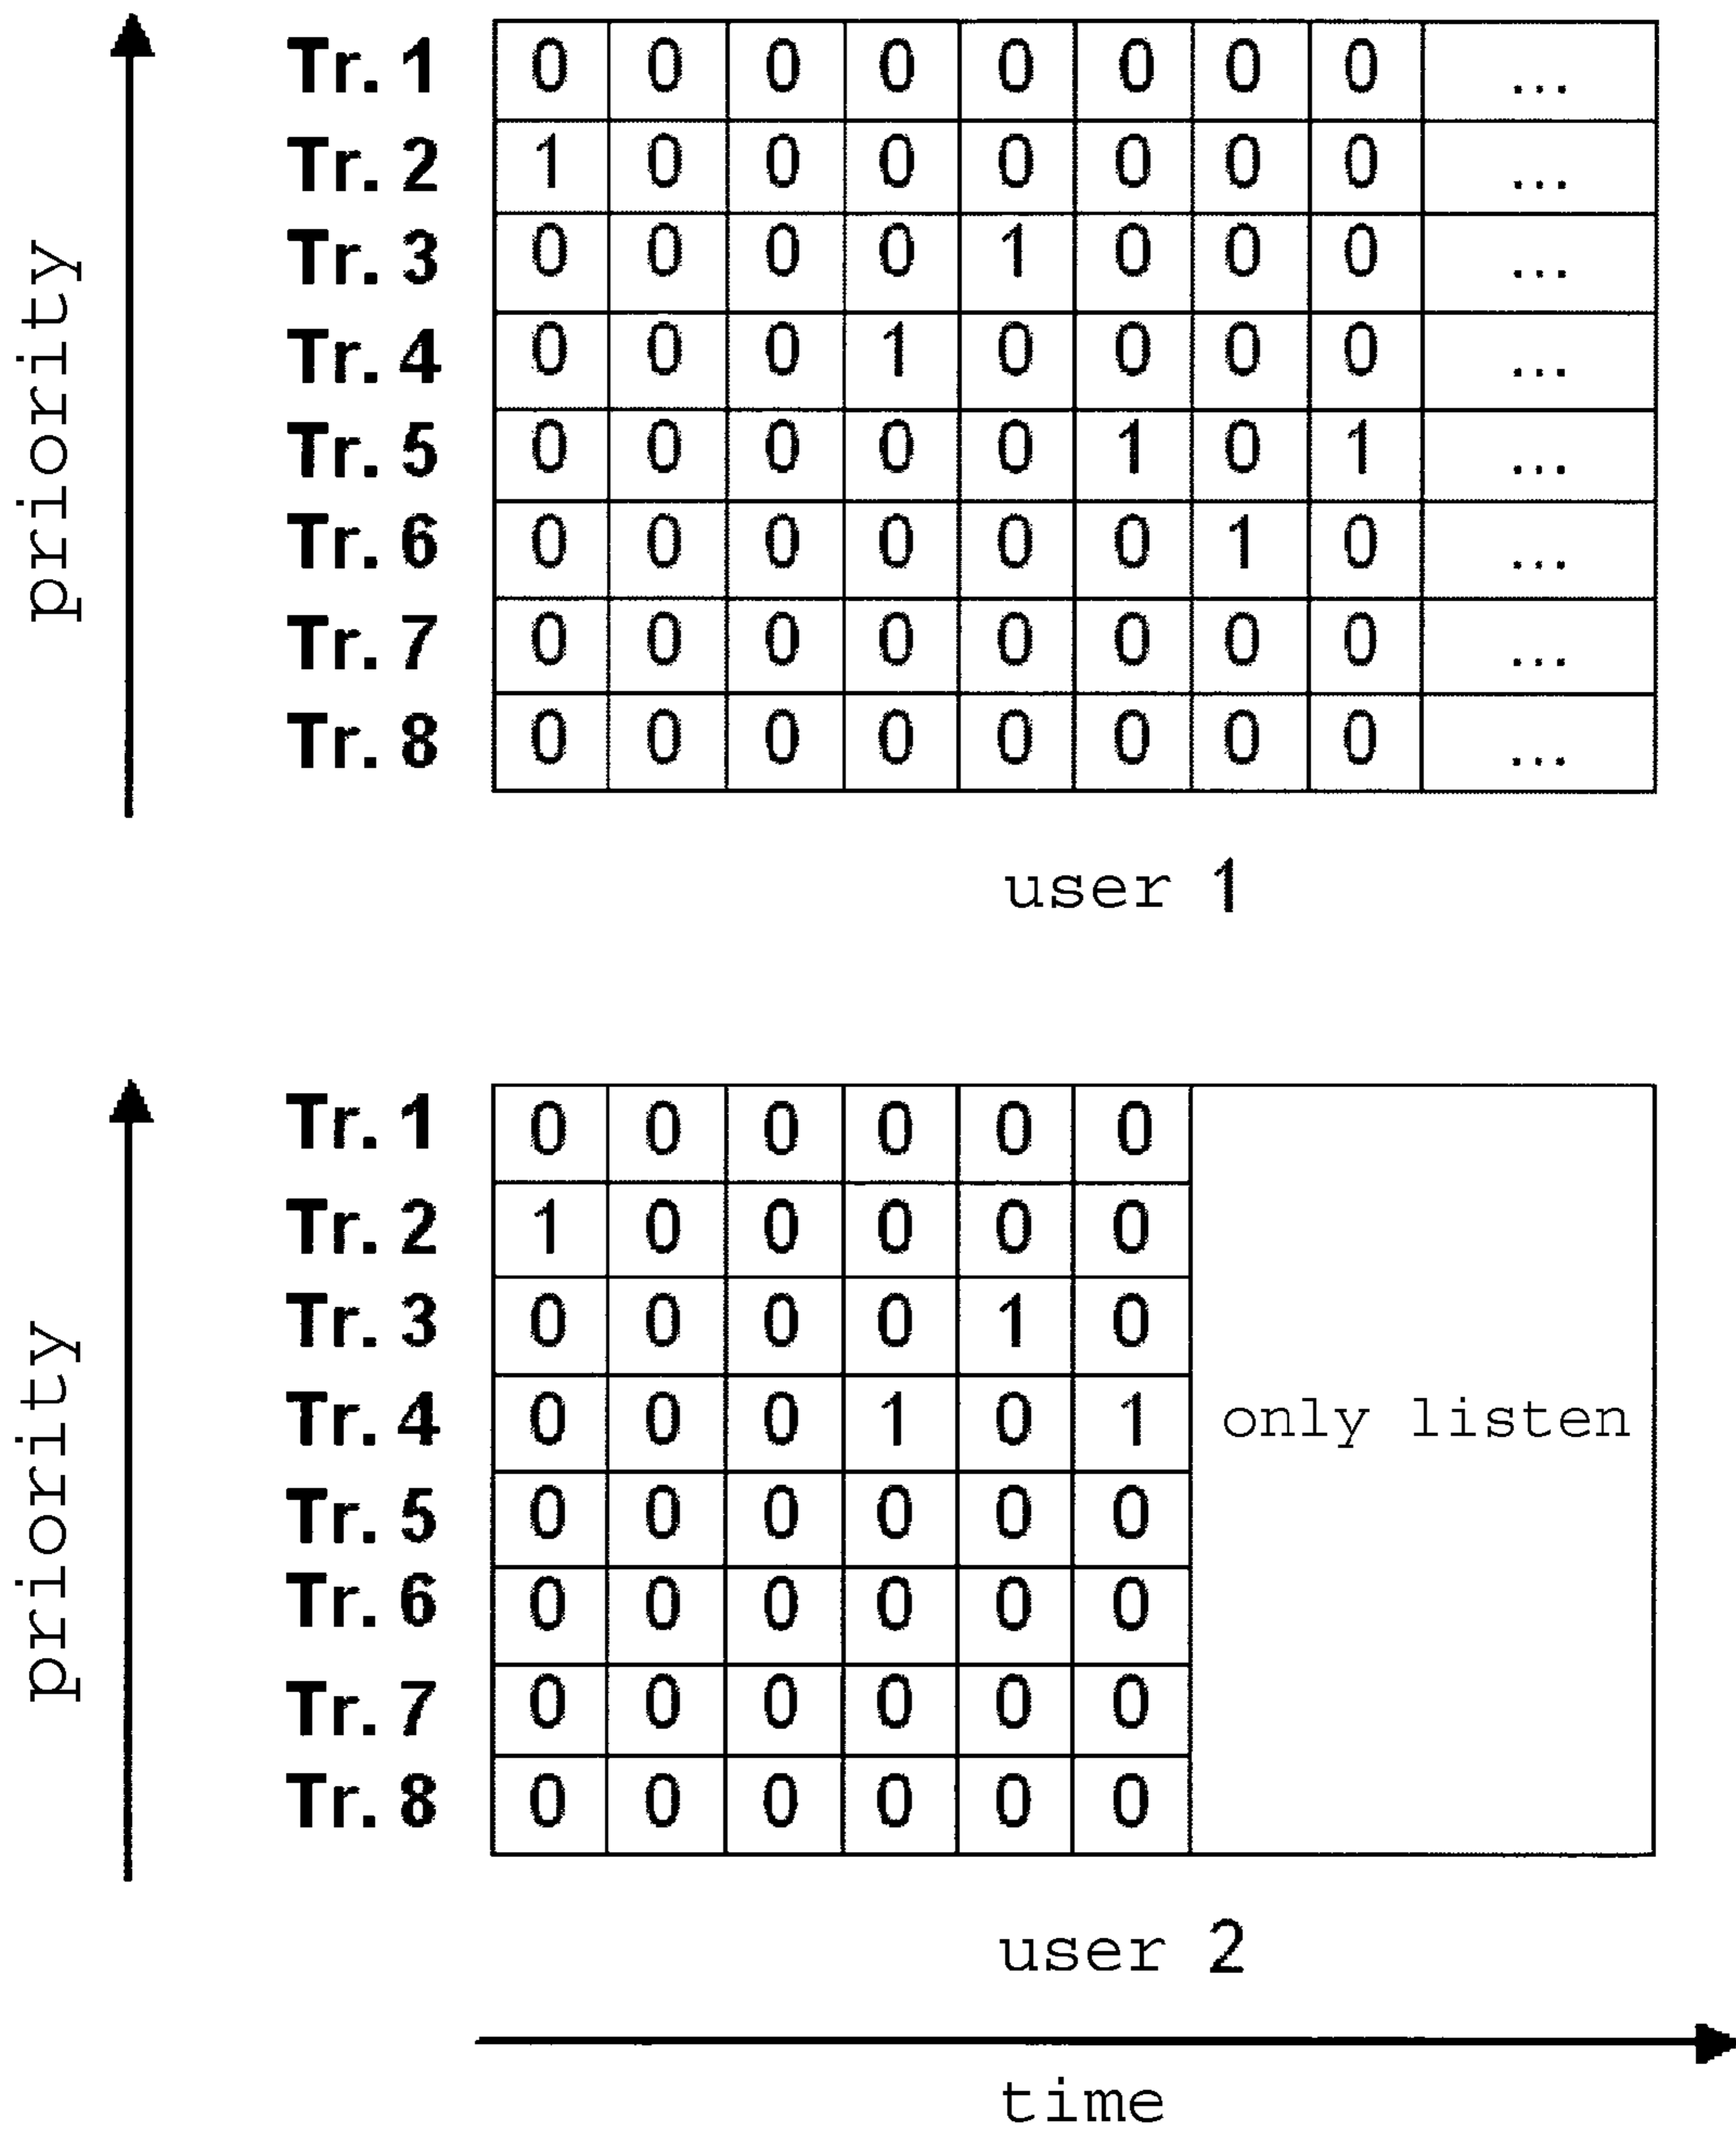 priority
Tr. 1 0 0 0 0 0 0 0 0 ...
Tr. 2 1 0 0 0 0 0 0 0 ...
Tr. 3 0 0 0 0 1 0 0 0 ...
Tr. 4 0 0 0 1 0 0 0 0 ...
Tr. 5 0 0 0 0 0 1 0 1 ...
Tr. 6 0 0 0 0 0 0 1 0 ...
Tr. 7 0 0 0 0 0 0 0 0 ...
Tr. 8 0 0 0 0 0 0 0 0 ...
user 1
priority
Tr. 1 0 0 0 0 0 0
Tr. 2 1 0 0 0 0 0
Tr. 3 0 0 0 0 1 0
Tr. 4 0 0 0 1 0 1 only listen
Tr. 5 0 0 0 0 0 0
Tr. 6 0 0 0 0 0 0
Tr. 7 0 0 0 0 0 0
Tr. 8 0 0 0 0 0 0
user 2
time